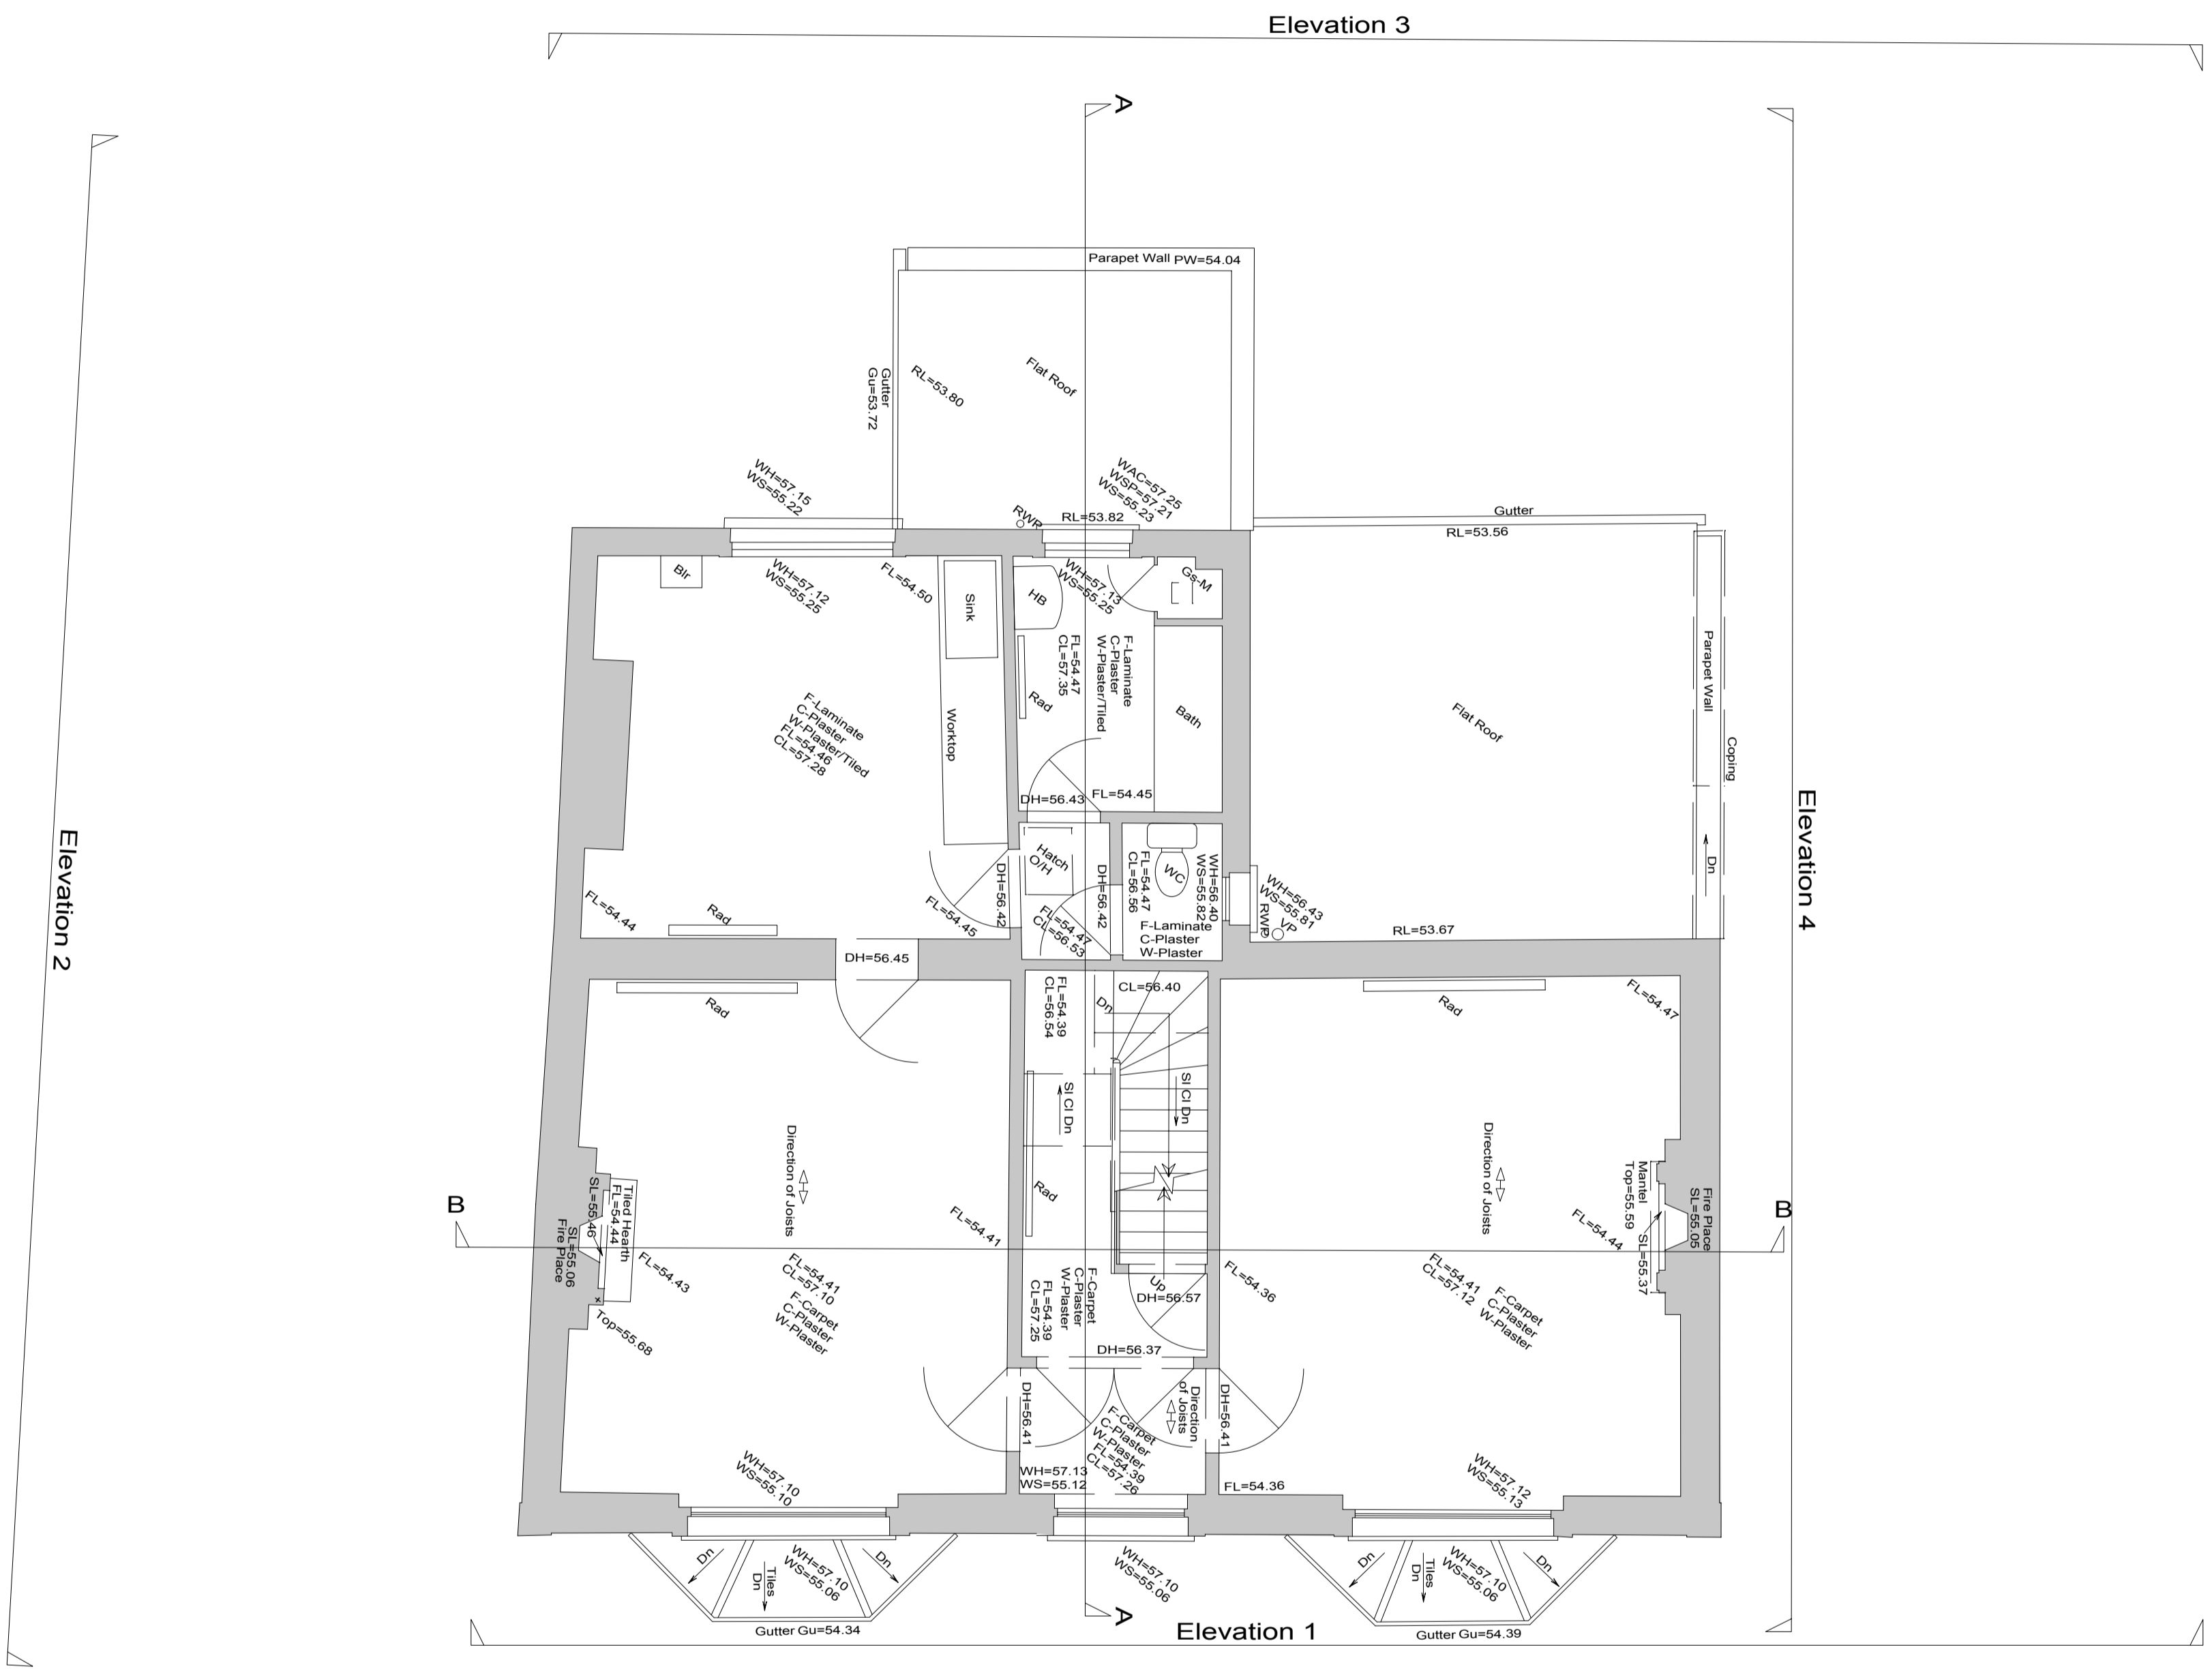 Elevation 3
A
Parapet Wall PW=54.04
Flat Roof
RL=53.80
Gutter
Gu=53.72
WH=57.15
WS=55.22
WAC=57.25
WSP=57.21
WS=55.23
RWP
RL=53.82
Gutter
RL=53.56
Blr
WH=57.12
WS=55.25
FL=54.50
Sink
HB
WH=57.13
WS=55.25
Gs-M
F-Laminate
C-Plaster
W-Plaster/Tiled
FL=54.47
CL=57.35
Rad
Bath
Parapet Wall
F-Laminate
C-Plaster
W-Plaster/Tiled
FL=54.46
CL=57.28
Worktop
Flat Roof
Coping
DH=56.43
FL=54.45
Elevation 2
Elevation 4
Hatch
O/H
DH=56.42
DH=56.42
FL=54.47
CL=56.56
WC
WH=56.40
WS=55.82
WH=56.43
WS=55.81
RWP
VP
Dn
FL=54.44
Rad
FL=54.45
FL=54.47
CL=56.53
F-Laminate
C-Plaster
W-Plaster
RL=53.67
DH=56.45
Rad
FL=54.39
CL=56.54
Dn
CL=56.40
Rad
FL=54.47
Sl Cl Dn
Sl Cl Dn
Direction of Joists
Direction of Joists
Rad
B
Tiled Hearth
FL=54.44
SL=55.46
SL=55.06
Fire Place
FL=54.43
FL=54.41
Mantel
Top=55.59
SL=55.37
Fire Place
SL=55.05
B
FL=54.44
FL=54.41
CL=57.10
F-Carpet
C-Plaster
W-Plaster
Top=55.68
F-Carpet
C-Plaster
W-Plaster
FL=54.39
CL=57.25
Up
DH=56.57
FL=54.36
FL=54.41
CL=57.12
F-Carpet
C-Plaster
W-Plaster
DH=56.37
DH=56.41
Direction
of Joists
DH=56.41
F-Carpet
C-Plaster
W-Plaster
FL=54.39
CL=57.26
WH=57.10
WS=55.10
WH=57.13
WS=55.12
FL=54.36
WH=57.12
WS=55.13
Dn
Tiles
Dn
WH=57.10
WS=55.06
Dn
WH=57.10
WS=55.06
Dn
Tiles
Dn
WH=57.10
WS=55.06
Dn
Gutter Gu=54.34
A
Elevation 1
Gutter Gu=54.39